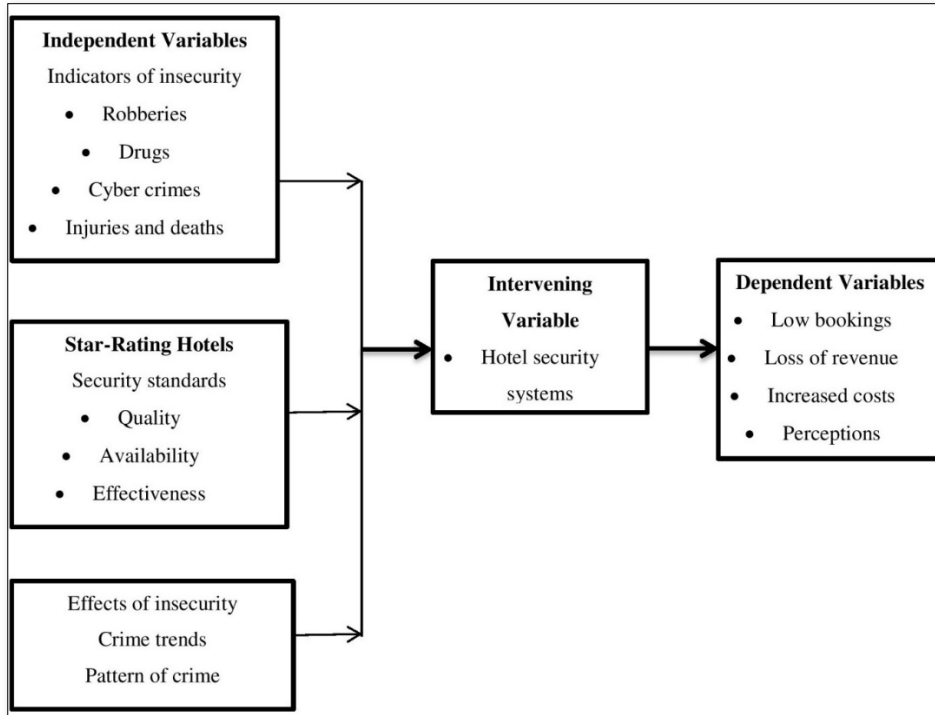 Independent Variables
Indicators of insecurity
• Robberies
• Drugs
• Cyber crimes
• Injuries and deaths
Star-Rating Hotels
Security standards
• Quality
• Availability
• Effectiveness
Effects of insecurity
Crime trends
Pattern of crime
Intervening
Variable
• Hotel security
systems
Dependent Variables
• Low bookings
• Loss of revenue
• Increased costs
• Perceptions